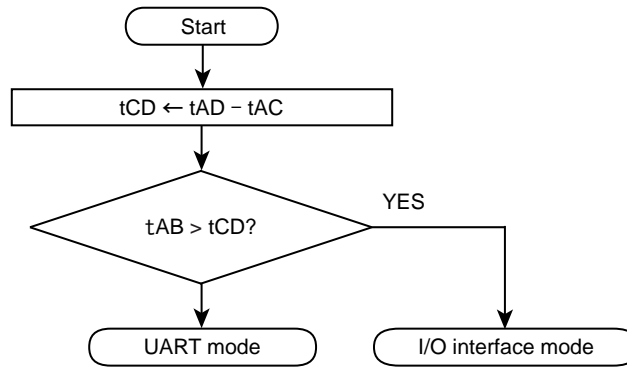 Start
tCD ← tAD − tAC
YES
tAB > tCD?
UART mode
I/O interface mode